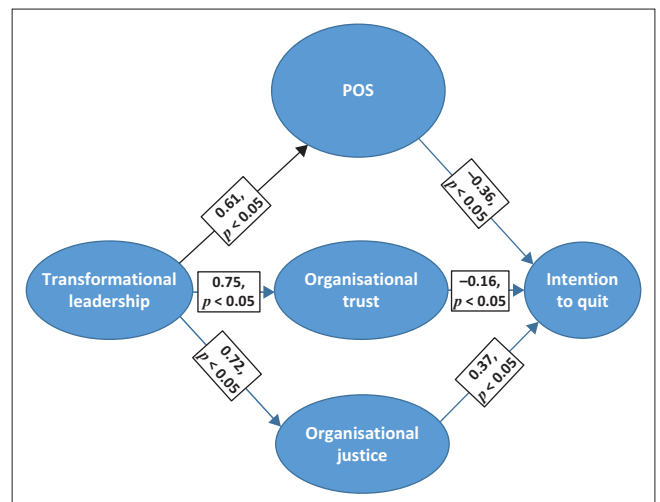 POS
0.61,
p < 0.05
−0.36,
p < 0.05
Transformational
leadership
0.75,
p < 0.05
Organisational
trust
−0.16,
p < 0.05
Intention
to quit
0.72,
p < 0.05
0.37,
p < 0.05
Organisational
justice